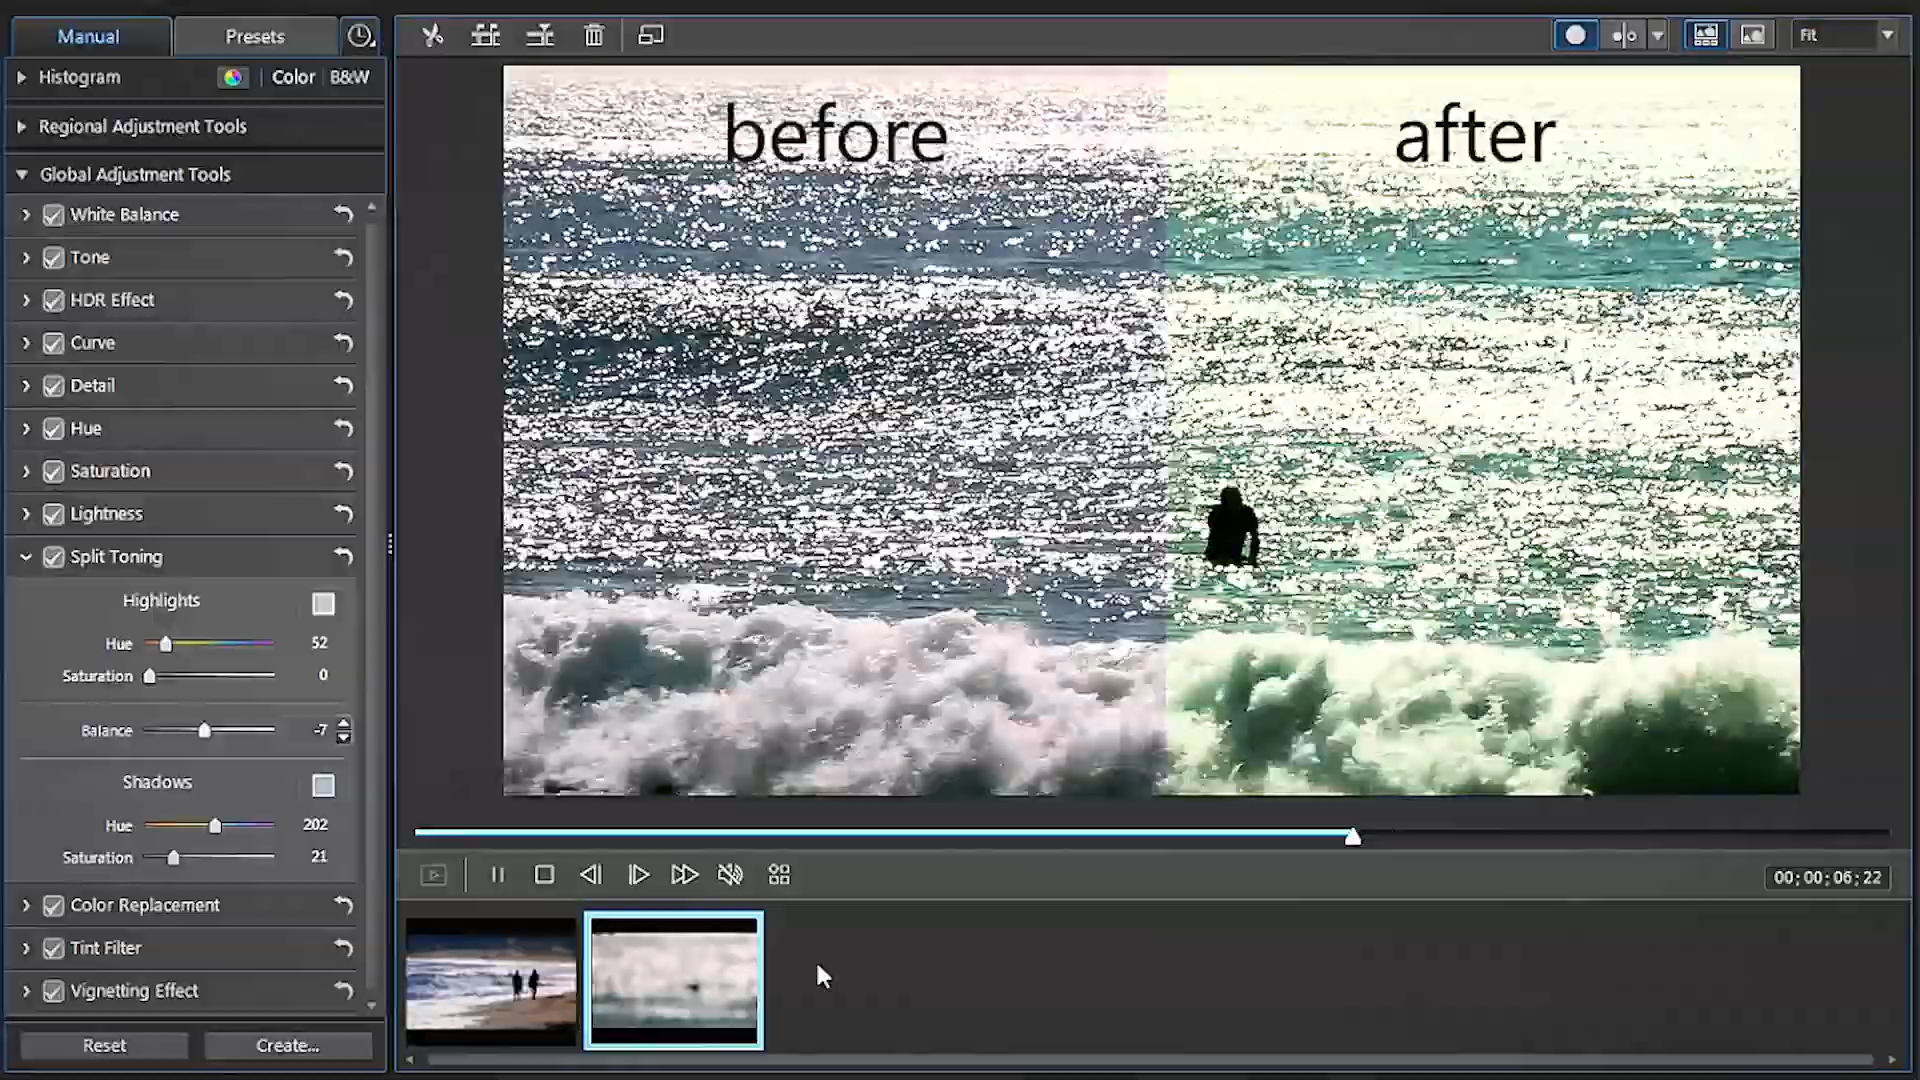 Manual
Presets
Fit
Histogram
Color
B&W
Regional Adjustment Tools
Global Adjustment Tools
White Balance
Tone
HDR Effect
Curve
Detail
Hue
Saturation
Lightness
Split Toning
Highlights
Hue 52
Saturation 0
Balance -7
Shadows
Hue 202
Saturation 21
Color Replacement
Tint Filter
Vignetting Effect
Reset
Create...
before
after
00;00;06;22